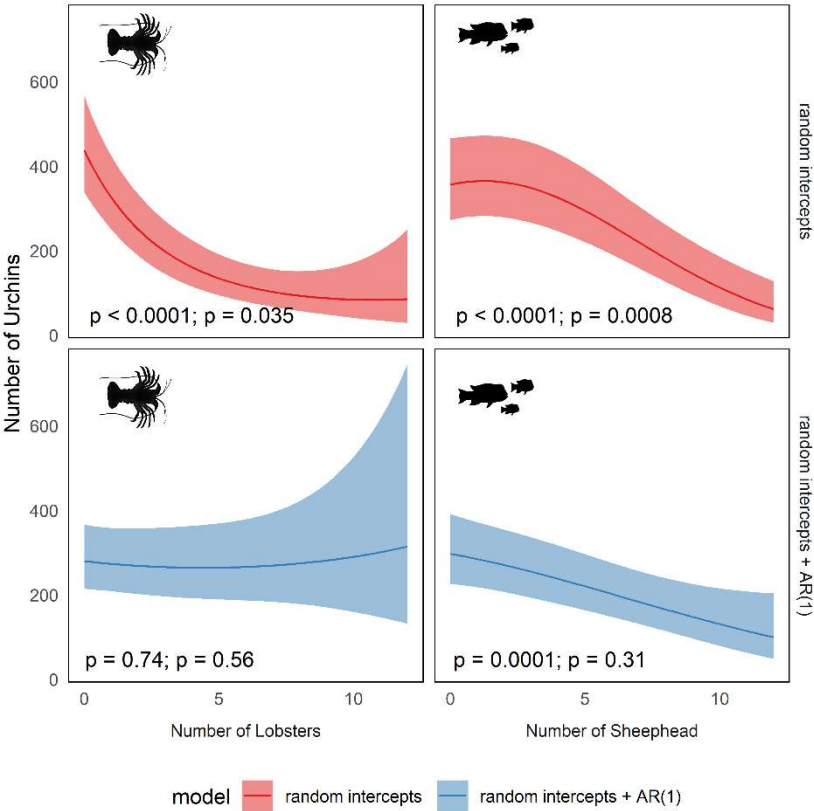 600
400
200
0
p < 0.0001; p = 0.035
p < 0.0001; p = 0.0008
random intercepts
Number of Urchins
600
400
200
0
p = 0.74; p = 0.56
p = 0.0001; p = 0.31
random intercepts + AR(1)
0 5 10
0 5 10
Number of Lobsters
Number of Sheephead
model random intercepts random intercepts + AR(1)